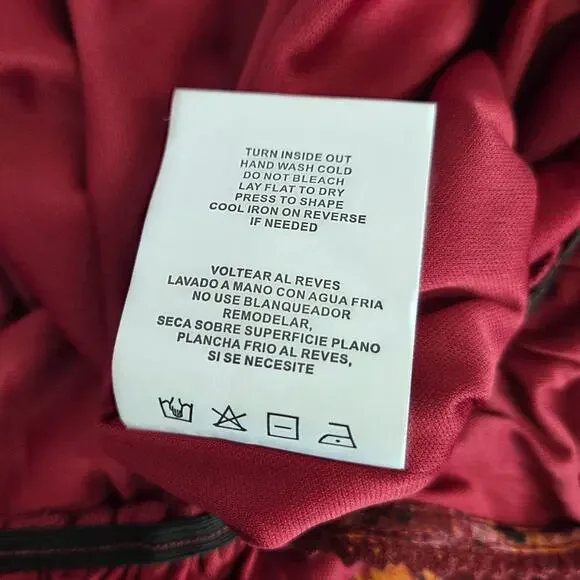 TURN INSIDE OUT
HAND WASH COLD
DO NOT BLEACH
LAY FLAT TO DRY
PRESS TO SHAPE
COOL IRON ON REVERSE
IF NEEDED
VOLTEAR AL REVES
LAVADO A MANO CON AGUA FRIA
NO USE BLANQUEADOR
REMODELAR,
SECA SOBRE SUPERFICIE PLANO
PLANCHA FRIO AL REVES,
SI SE NECESITE